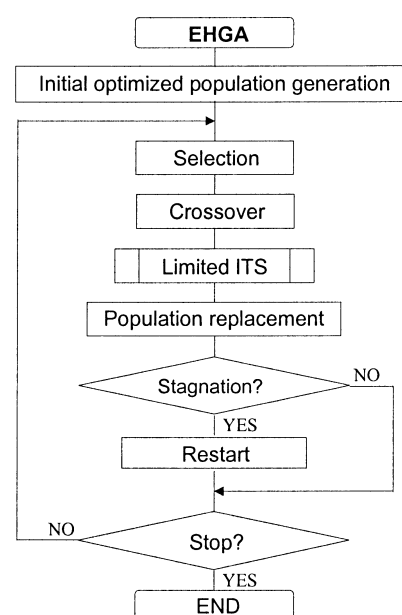 EHGA
Initial optimized population generation
Selection
Crossover
Limited ITS
Population replacement
Stagnation?
NO
YES
Restart
NO
Stop?
YES
END